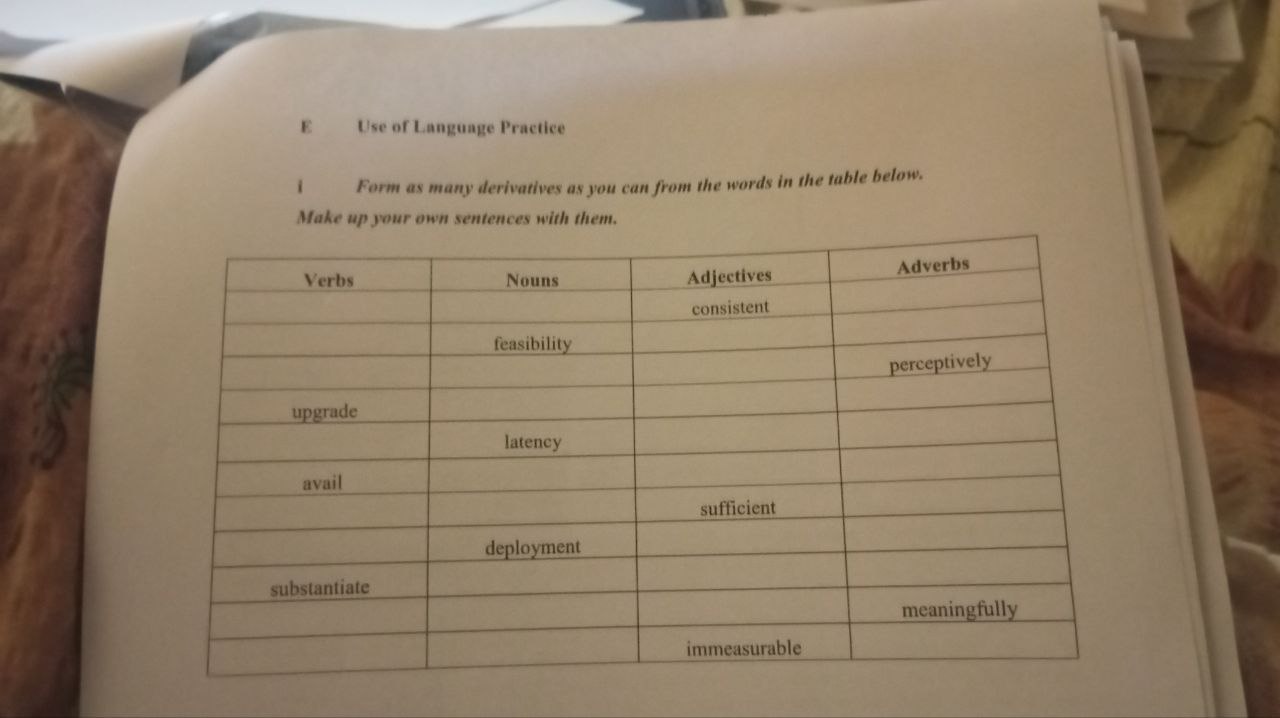 E Use of Language Practice
i Form as many derivatives as you can from the words in the table below.
Make up your own sentences with them.
Verbs Nouns Adjectives Adverbs
consistent
feasibility
perceptively
upgrade
latency
avail
sufficient
deployment
substantiate
meaningfully
immeasurable